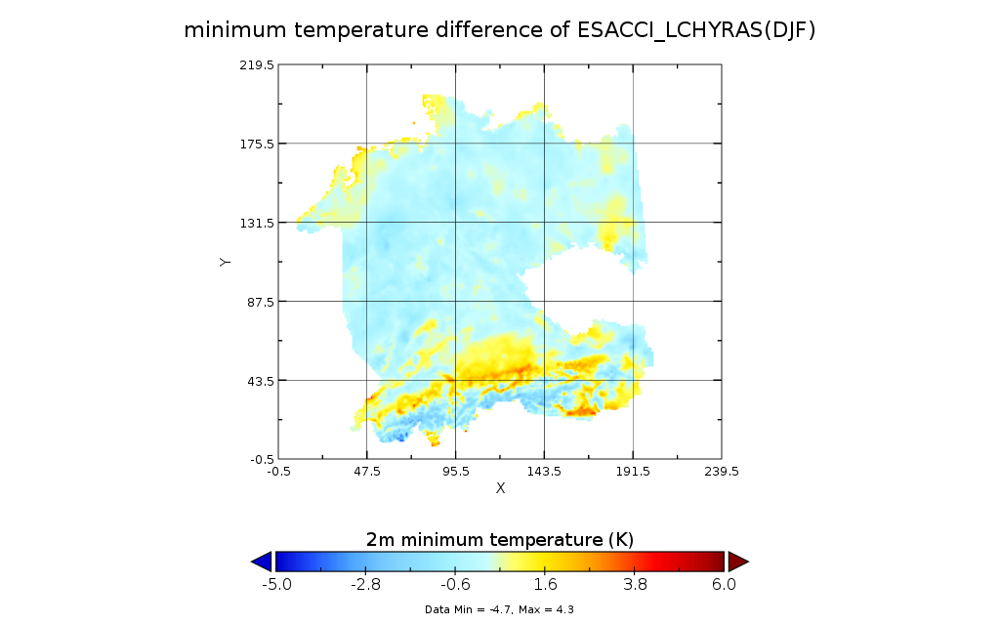 minimum temperature difference of ESACCI_LCHYRAS(DJF)
219.5
175.5
131.5
Y
87.5
43.5
-0.5
-0.5 47.5 95.5 143.5 191.5 239.5
X
2m minimum temperature (K)
-5.0 -2.8 -0.6 1.6 3.8 6.0
Data Min = -4.7, Max = 4.3